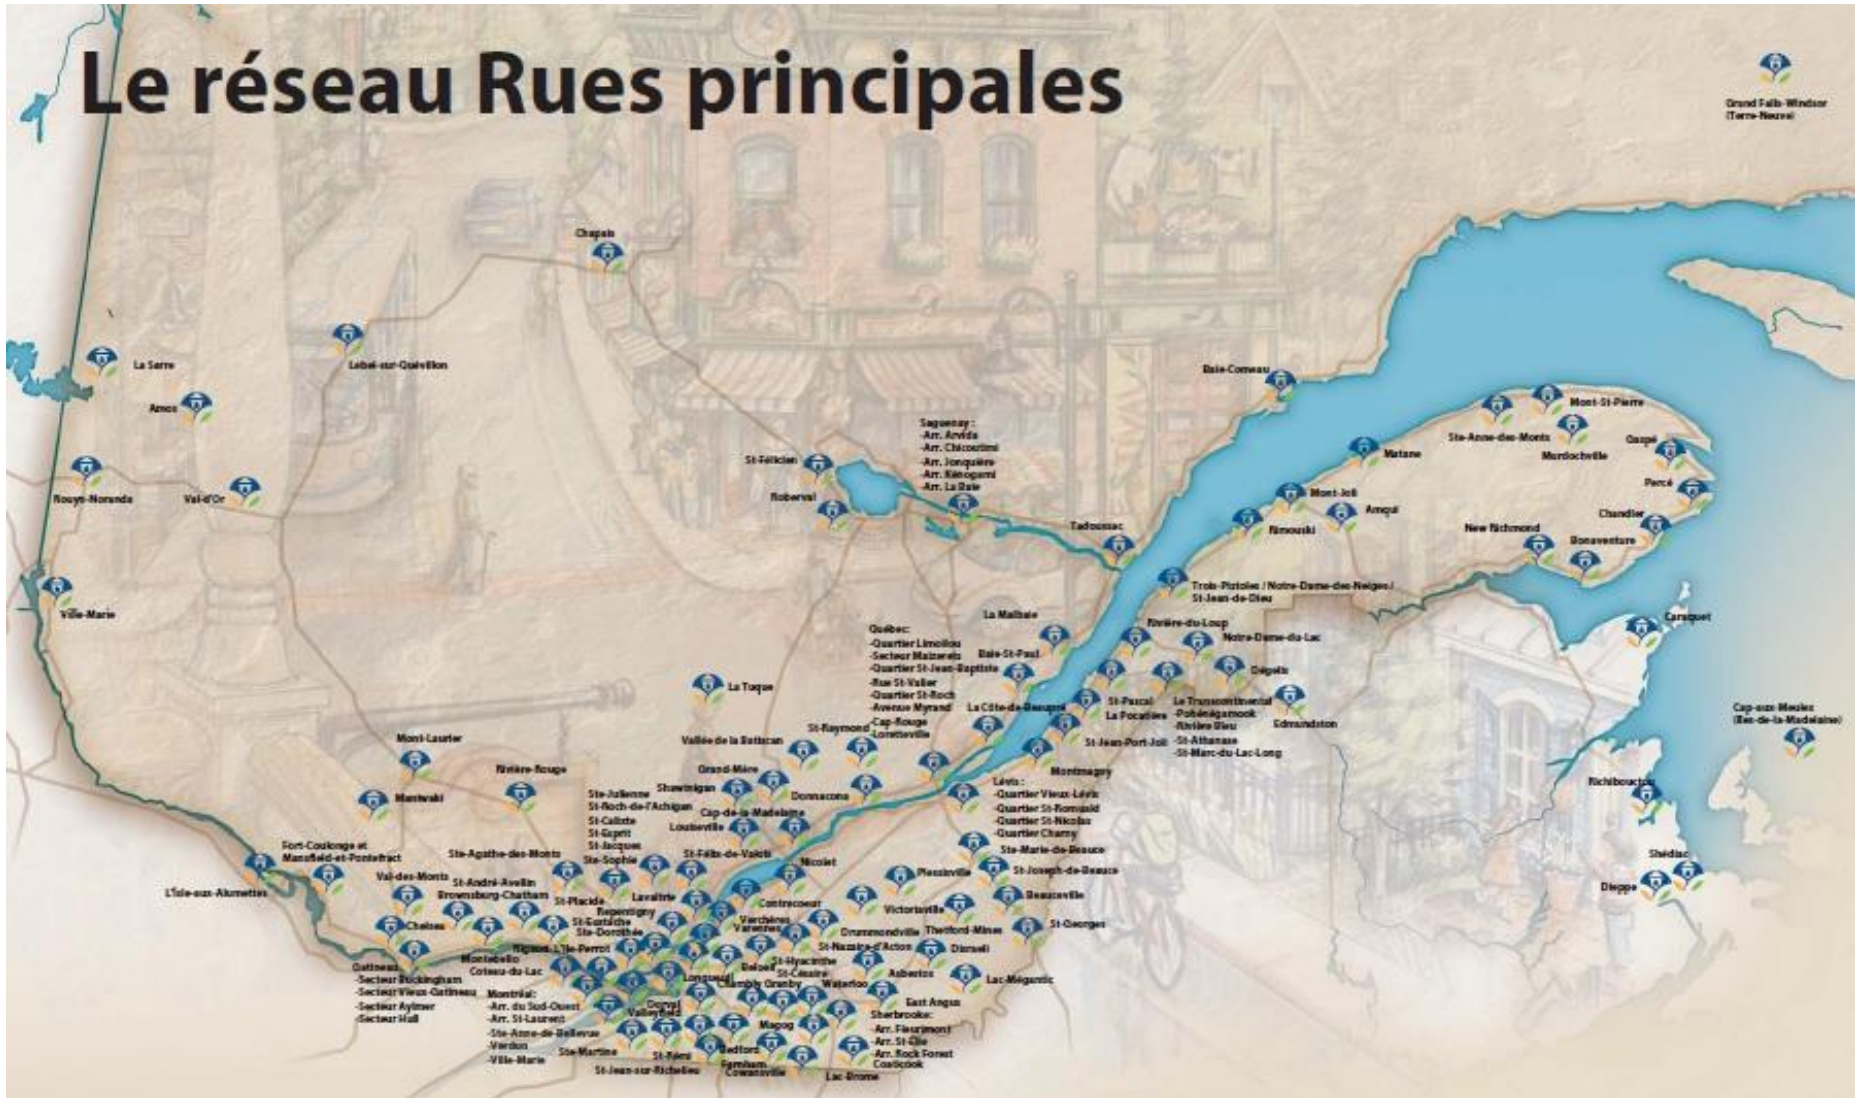 Le réseau Rues principales
Grand Falls-Windsor
(Terre-Neuve)
Chapais
La Sarre
Lebel-sur-Quévillon
Amos
Rouyn-Noranda
Val-d'Or
Ville-Marie
Baie-Comeau
Saguenay :
-Arr. Arvida
-Arr. Chicoutimi
-Arr. Jonquière
-Arr. Kénogami
-Arr. La Baie
St-Félicien
Roberval
Tadoussac
Mont-St-Pierre
Ste-Anne-des-Monts
Murdochville
Gaspé
Matane
Percé
Mont-Joli
Amqui
Chandler
Rimouski
New Richmond
Bonaventure
Trois-Pistoles / Notre-Dame-des-Neiges /
St-Jean-de-Dieu
Caraquet
La Malbaie
Rivière-du-Loup
Notre-Dame-du-Lac
Québec:
-Quartier Limoilou
-Secteur Maizerets
-Quartier St-Jean-Baptiste
-Rue St-Valier
-Quartier St-Roch
-Avenue Myrand
-Cap-Rouge
-Loretteville
Baie-St-Paul
Dégelis
La Tuque
La Côte-de-Beaupré
St-Pascal
La Pocatière
Le Transcontinental
-Pohénégamook
-Rivière Bleu
-St-Athanase
-St-Marc-du-Lac-Long
Edmundston
Cap-aux-Meules
(Îles-de-la-Madelaine)
St-Raymond
Vallée de la Batiscan
St-Jean-Port-Joli
Montmagny
Mont-Laurier
Rivière-Rouge
Maniwaki
Grand-Mère
Shawinigan
Donnacona
Cap-de-la-Madelaine
Louiseville
Lévis :
-Quartier Vieux-Lévis
-Quartier St-Romuald
-Quartier St-Nicolas
-Quartier Charny
Richibouctou
Ste-Julienne
St-Roch-de-l'Achigan
St-Calixte
St-Esprit
St-Jacques
Ste-Sophie
St-Félix-de-Valois
Nicolet
Ste-Marie-de-Beauce
St-Joseph-de-Beauce
Shédiac
Dieppe
Fort-Coulonge et
Mansfield-et-Pontefract
L'Isle-aux-Alumettes
Ste-Agathe-des-Monts
Val-des-Monts
St-André-Avellin
Brownsburg-Chatham
St-Placide
Lavaltrie
Repentigny
Contrecoeur
Plessisville
Victoriaville
Beauceville
Chelsea
St-Eustache
Ste-Dorothée
Verchères
Varennes
Drummondville
Thetford-Mines
St-Georges
Rigaud
L'Île-Perrot
Montebello
Coteau-du-Lac
St-Nazaire-d'Acton
Disraeli
Gatineau
-Secteur Buckingham
-Secteur Vieux-Gatineau
-Secteur Aylmer
-Secteur Hull
Beloeil
St-Hyacinthe
St-Césaire
Asbestos
Lac-Mégantic
Longueuil
Chambly
Granby
Waterloo
East Angus
Montréal:
-Arr. du Sud-Ouest
-Arr. St-Laurent
-Ste-Anne-de-Bellevue
-Verdun
-Ville-Marie
Dorval
Valleyfield
Magog
Sherbrooke:
-Arr. Fleurimont
-Arr. St-Élie
-Arr. Rock Forest
Coaticook
Ste-Martine
St-Rémi
Bedford
Farnham
Cowansville
St-Jean-sur-Richelieu
Lac-Brome